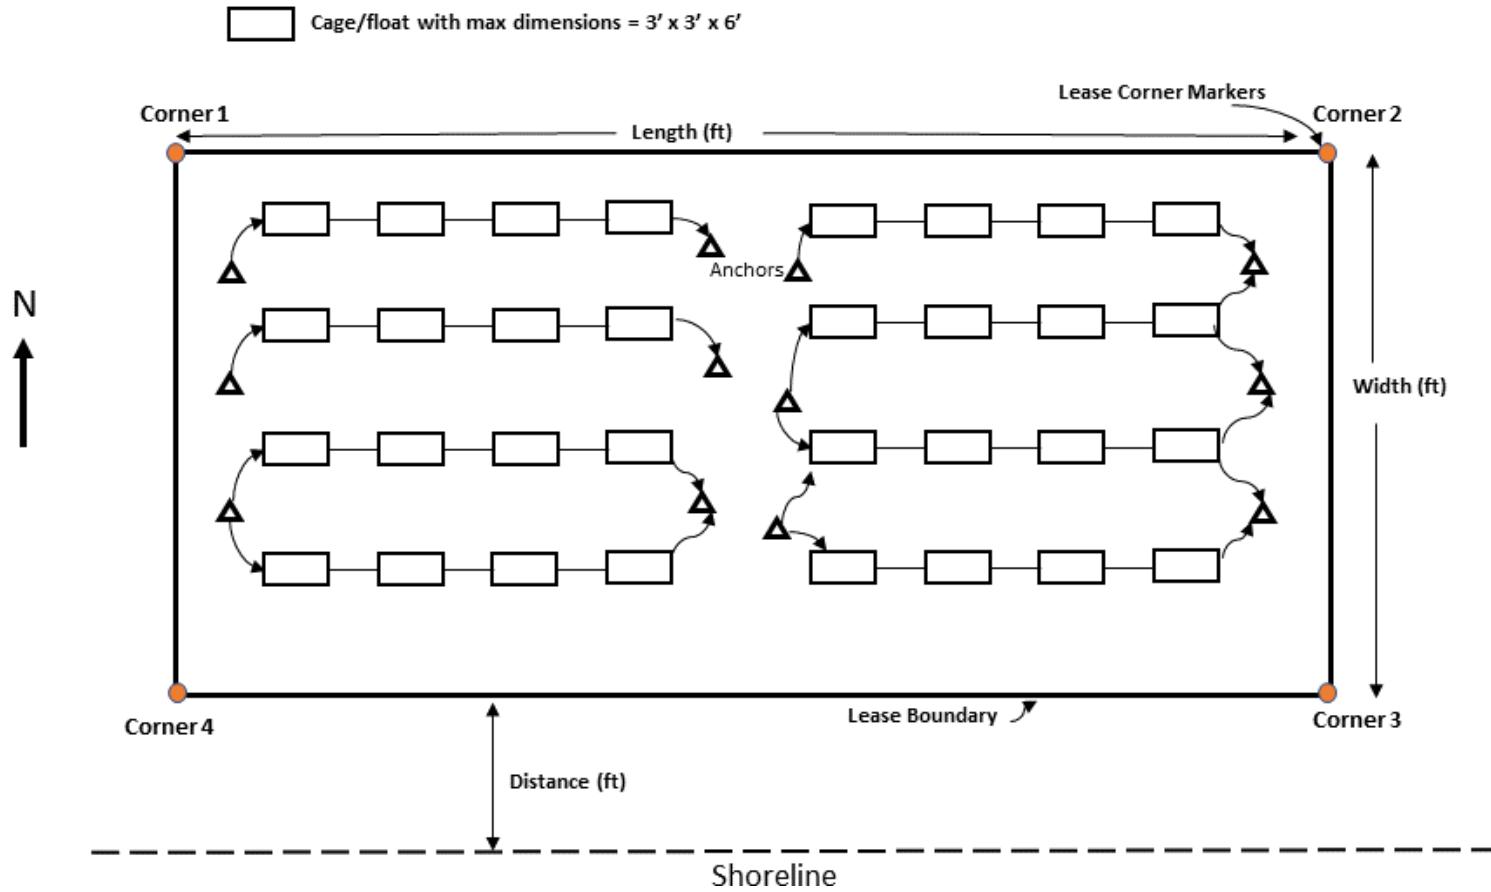 Cage/float with max dimensions = 3’ x 3’ x 6’
Lease Corner Markers
Corner 1
Corner 2
Length (ft)
Anchors
N
Width (ft)
Lease Boundary
Corner 4
Corner 3
Distance (ft)
Shoreline